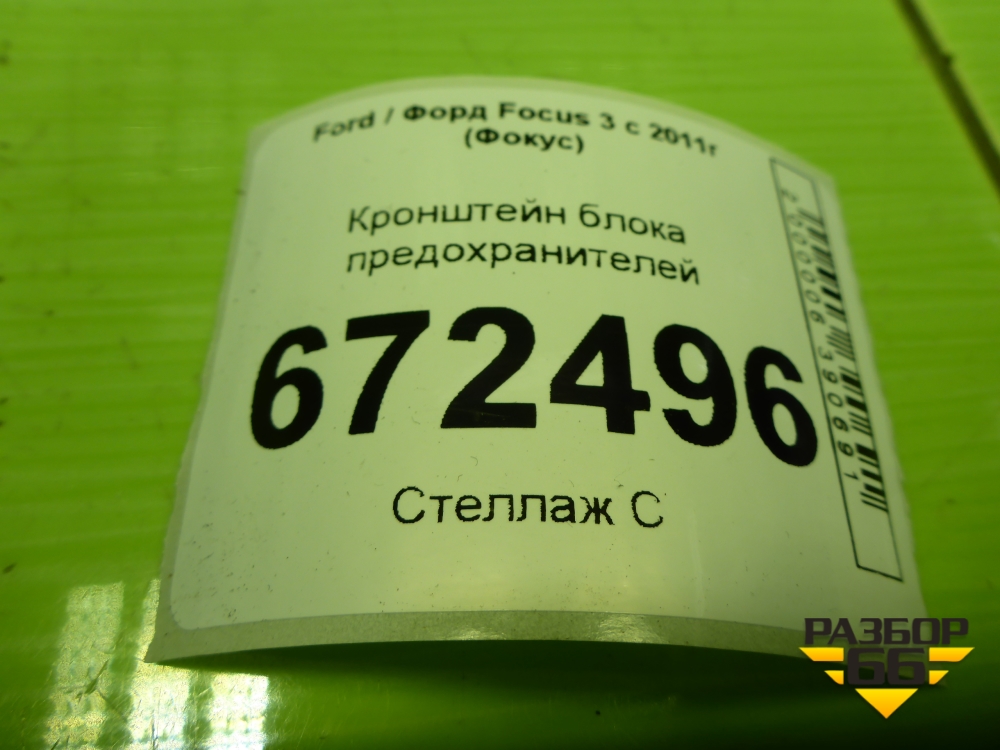 Ford / Форд Focus 3 с 2011г
(Фокус)
Кронштейн блока
предохранителей
672496
Стеллаж С
2000006390691
РАЗБОР
66